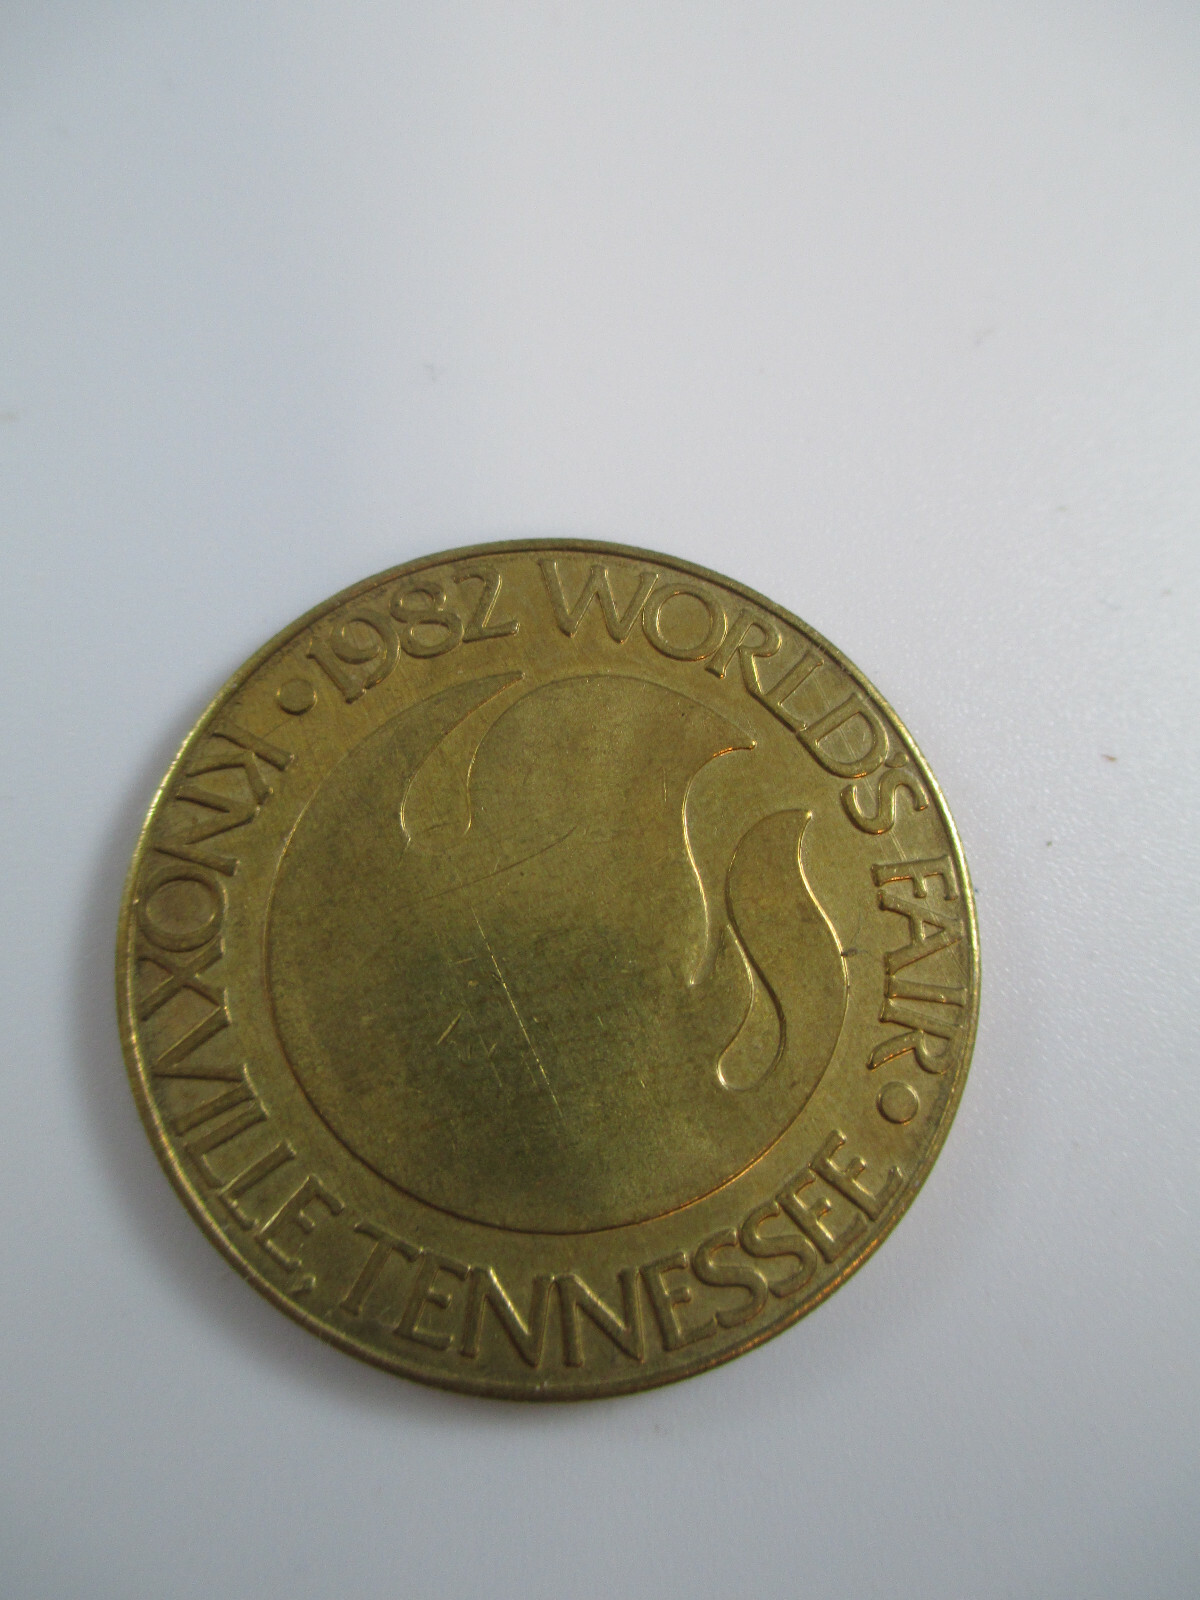 • 1982 WORLD'S FAIR •
KNOXVILLE, TENNESSEE